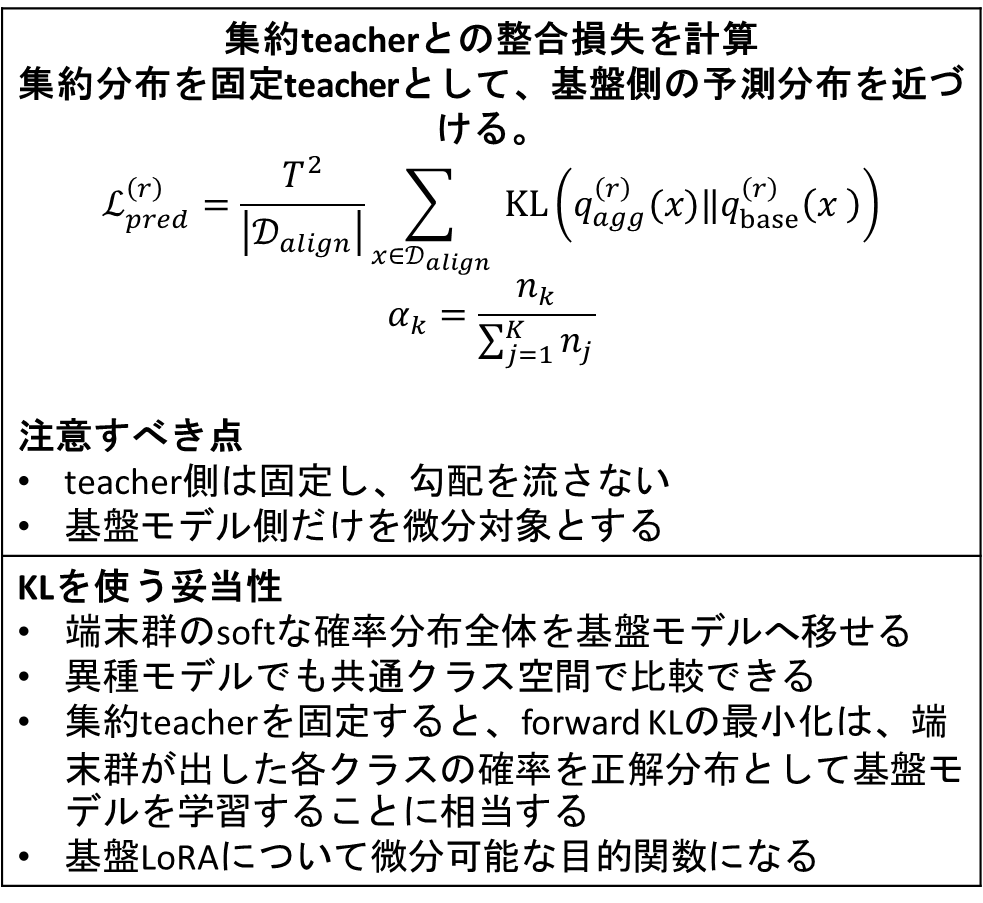 集約teacherとの整合損失を計算
集約分布を固定teacherとして、基盤側の予測分布を近づ
ける。
ℒ_{pred}^{(r)} = \frac{T^2}{|𝒟_{align}|} \sum_{x∈𝒟_{align}} KL(q_{agg}^{(r)}(x)‖q_{base}^{(r)}(x))
α_k = \frac{n_k}{\sum_{j=1}^{K} n_j}
注意すべき点
• teacher側は固定し、勾配を流さない
• 基盤モデル側だけを微分対象とする
KLを使う妥当性
• 端末群のsoftな確率分布全体を基盤モデルへ移せる
• 異種モデルでも共通クラス空間で比較できる
• 集約teacherを固定すると、forward KLの最小化は、端
末群が出した各クラスの確率を正解分布として基盤モ
デルを学習することに相当する
• 基盤LoRAについて微分可能な目的関数になる